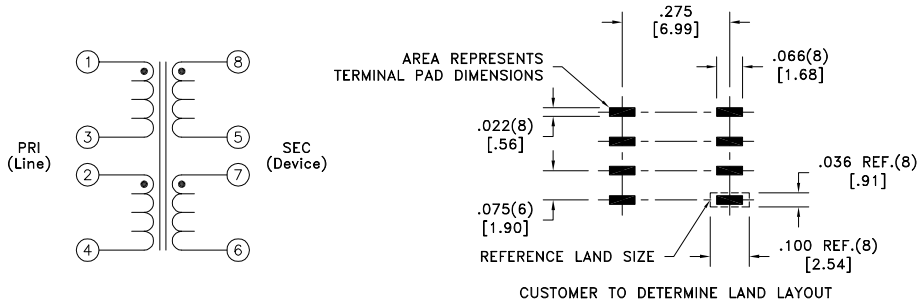 1
8
3
5
PRI
(Line)
SEC
(Device)
2
7
4
6
.275
[6.99]
AREA REPRESENTS
TERMINAL PAD DIMENSIONS
.066(8)
[1.68]
.022(8)
[.56]
.036 REF.(8)
[.91]
.075(6)
[1.90]
REFERENCE LAND SIZE
.100 REF.(8)
[2.54]
CUSTOMER TO DETERMINE LAND LAYOUT